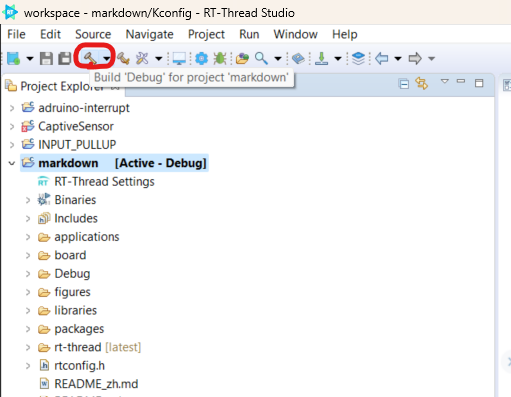 workspace - markdown/Kconfig - RT-Thread Studio
File Edit Source Navigate Project Run Window Help
Build 'Debug' for project 'markdown'
Project Explorer
adruino-interrupt
CaptiveSensor
INPUT_PULLUP
markdown [Active - Debug]
RT RT-Thread Settings
Binaries
Includes
applications
board
Debug
figures
libraries
packages
rt-thread [latest]
rtconfig.h
README_zh.md